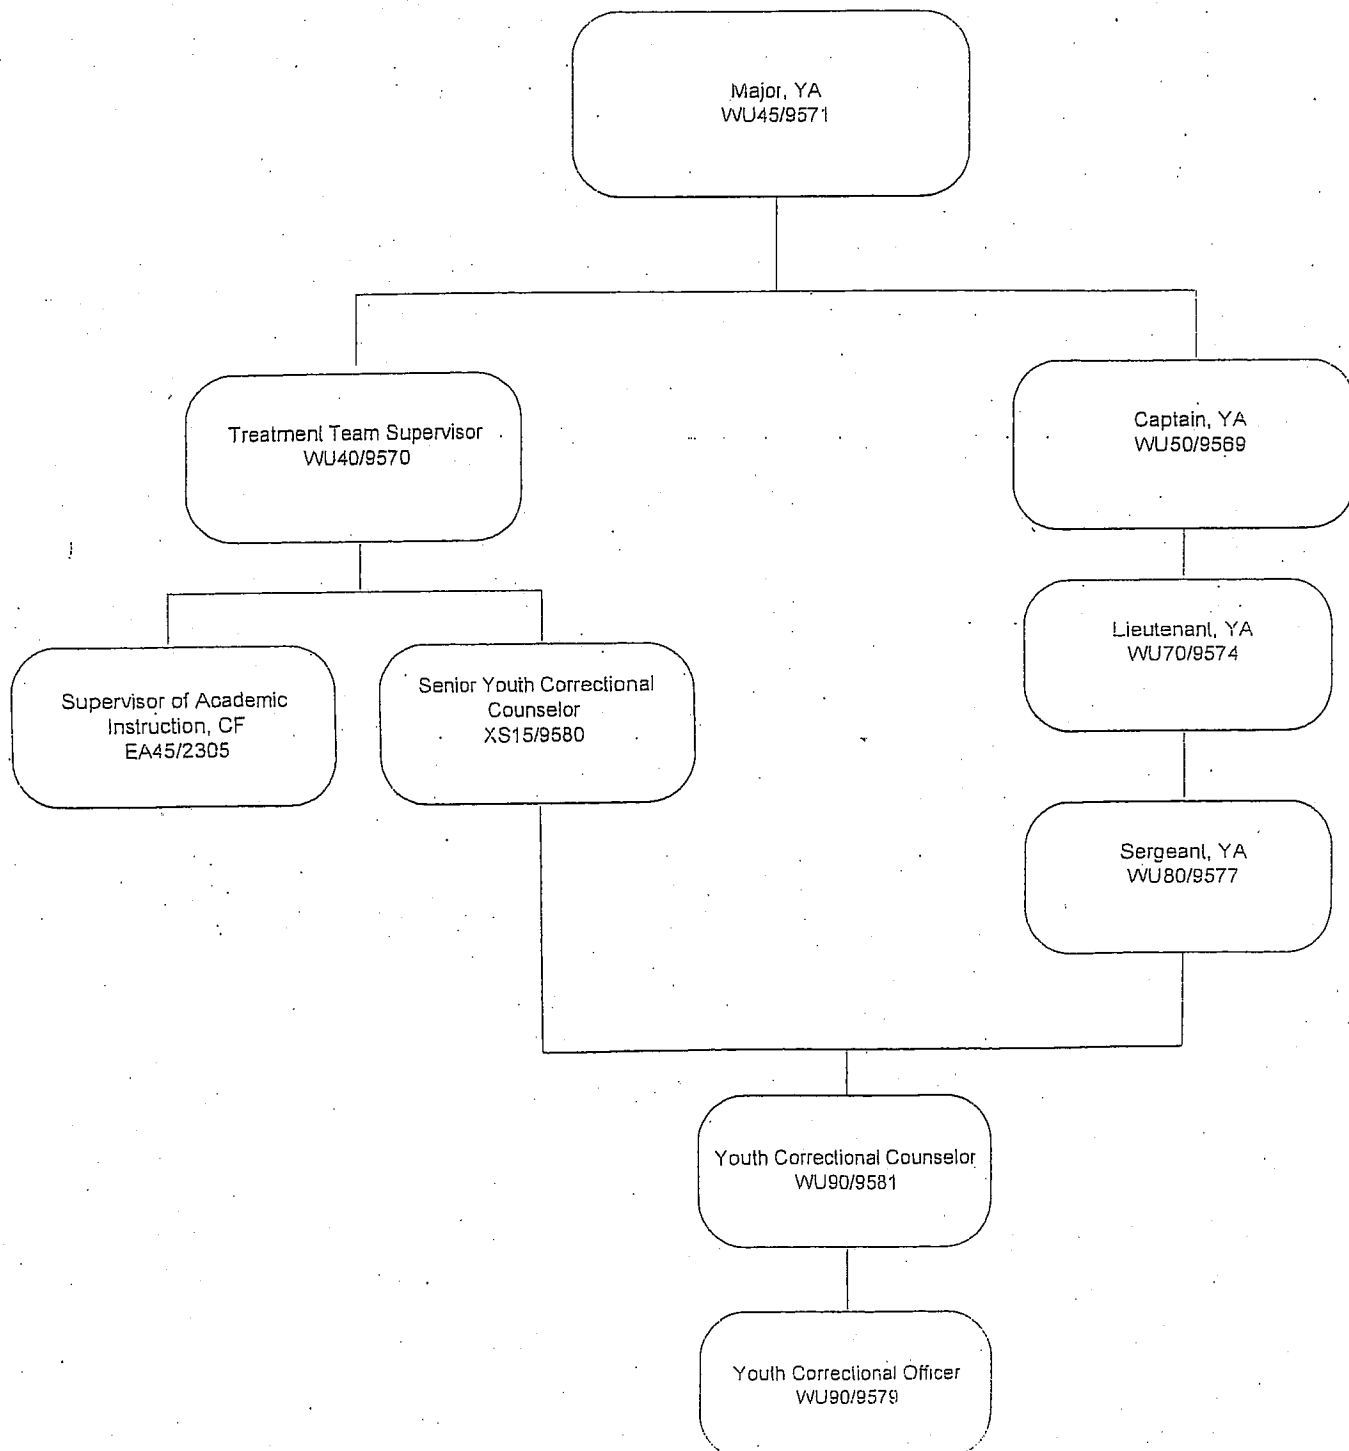 Major, YA
WU45/9571
Treatment Team Supervisor
WU40/9570
Captain, YA
WU50/9569
Lieutenant, YA
WU70/9574
Supervisor of Academic
Instruction, CF
EA45/2305
Senior Youth Correctional
Counselor
XS15/9580
Sergeant, YA
WU80/9577
Youth Correctional Counselor
WU90/9581
Youth Correctional Officer
WU90/9579